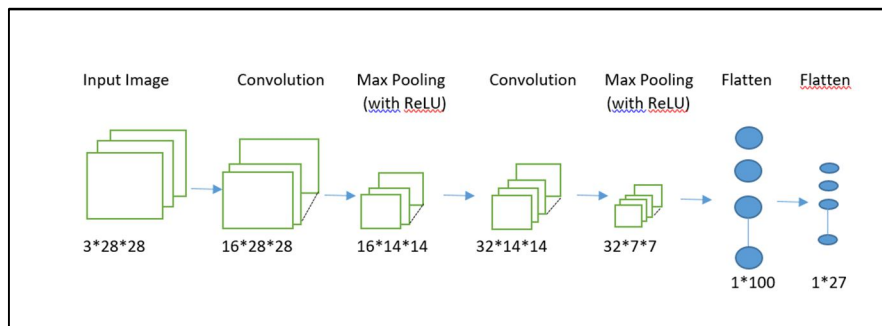 Input Image
Convolution
Max Pooling
(with ReLU)
Convolution
Max Pooling
(with ReLU)
Flatten
Flatten
3*28*28
16*28*28
16*14*14
32*14*14
32*7*7
1*100
1*27